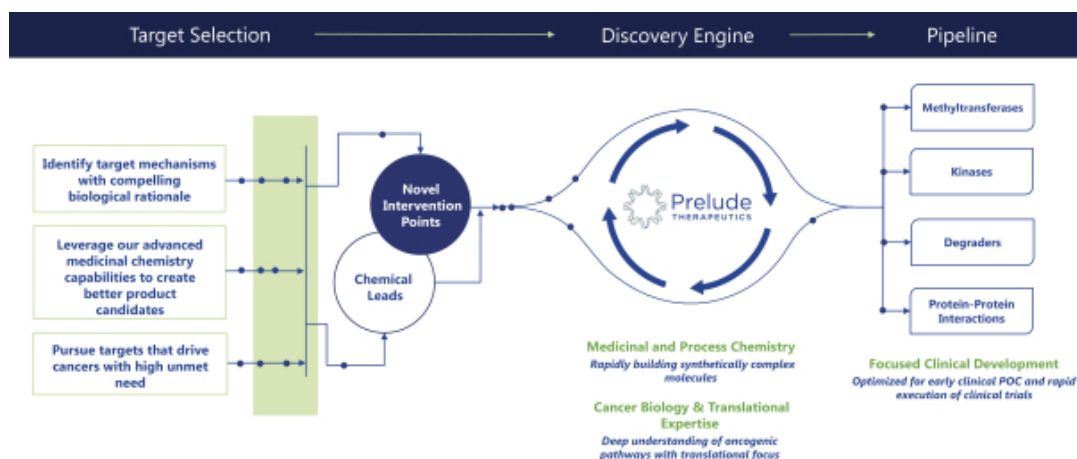 Target Selection
Discovery Engine
Pipeline
Identify target mechanisms
with compelling
biological rationale
Leverage our advanced
medicinal chemistry
capabilities to create
better product
candidates
Pursue targets that drive
cancers with high unmet
need
Novel
Intervention
Points
Chemical
Leads
Prelude
THERAPEUTICS
Medicinal and Process Chemistry
Rapidly building synthetically complex
molecules
Cancer Biology & Translational
Expertise
Deep understanding of oncogenic
pathways with translational focus
Methyltransferases
Kinases
Degraders
Protein-Protein
Interactions
Focused Clinical Development
Optimized for early clinical POC and rapid
execution of clinical trials